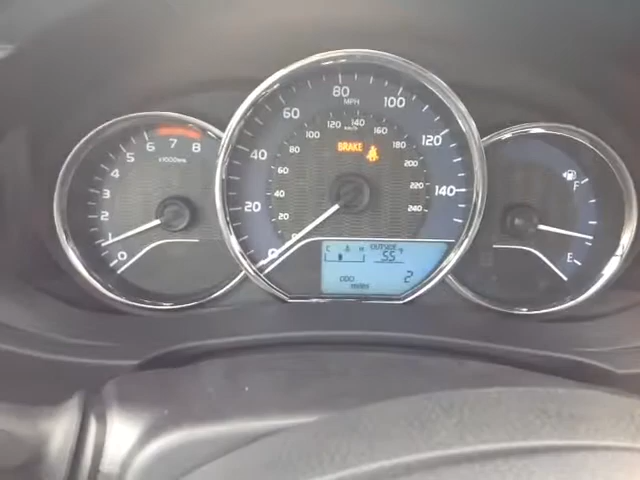 0 1 2 3 4 5 6 7 8
x1000r/min
0 20 40 60 80 100 120 140
MPH
0 20 40 60 80 100 120 140 160 180 200 220 240
km/h
BRAKE
C H
OUTSIDE
55°F
ODO 2
miles
F
E